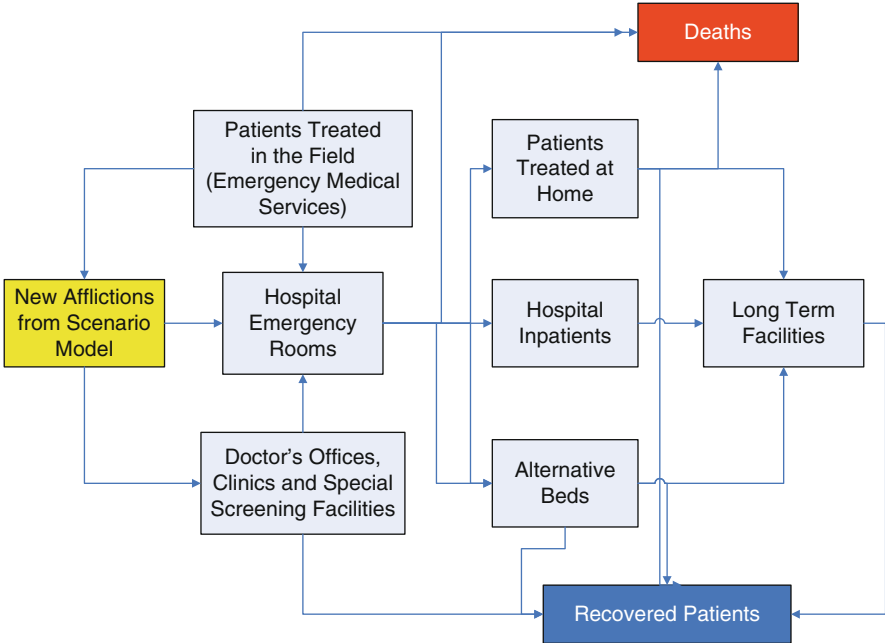 Deaths
Patients Treated
in the Field
(Emergency Medical
Services)
Patients
Treated at
Home
New Afflictions
from Scenario
Model
Hospital
Emergency
Rooms
Hospital
Inpatients
Long Term
Facilities
Doctor's Offices,
Clinics and Special
Screening Facilities
Alternative
Beds
Recovered Patients